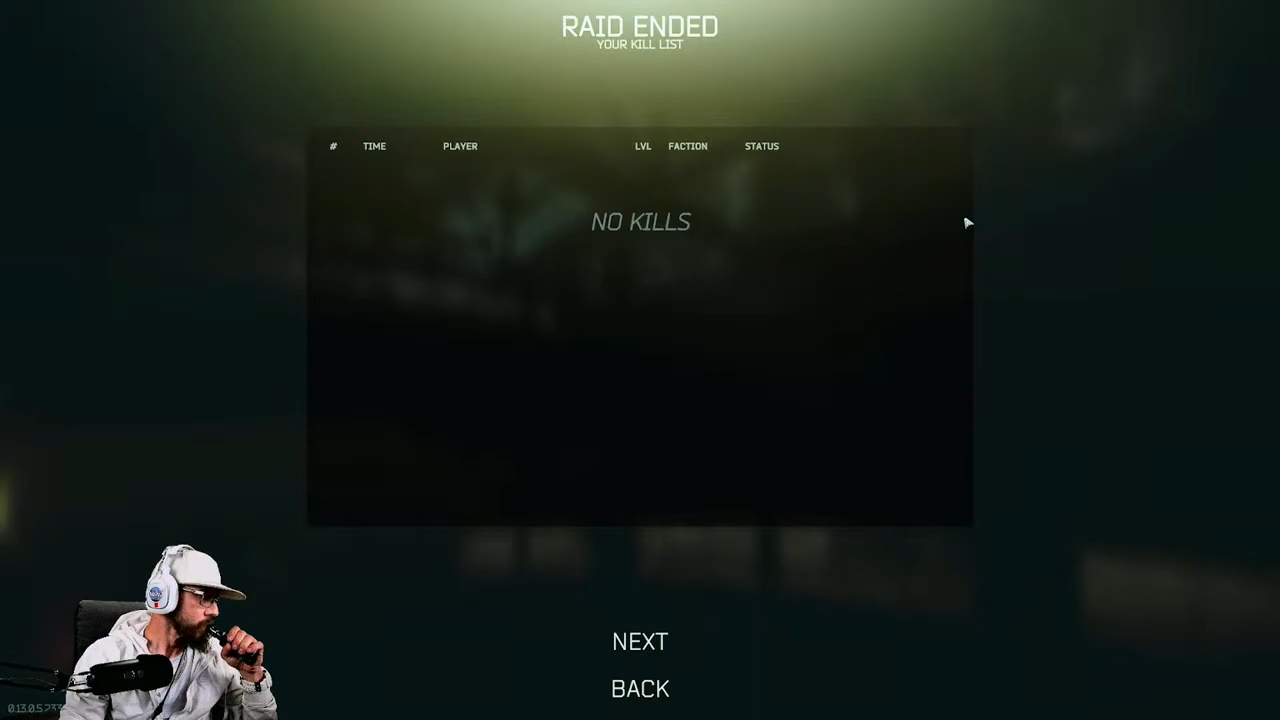 RAID ENDED
YOUR KILL LIST
# TIME PLAYER LVL FACTION STATUS
NO KILLS
NEXT
BACK